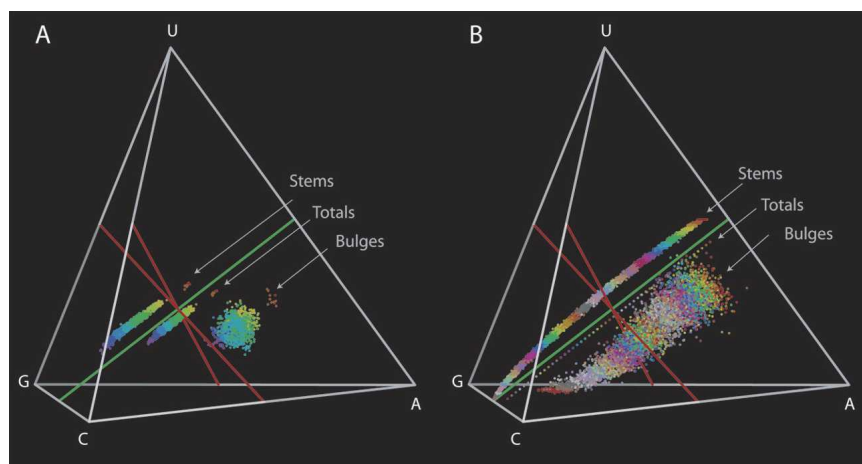 A
U
Stems
Totals
Bulges
G
A
C
B
U
Stems
Totals
Bulges
G
A
C